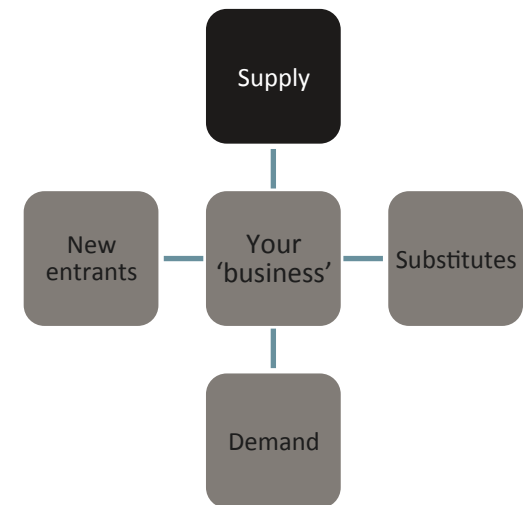 Supply
New
entrants
Your
‘business’
Substitutes
Demand